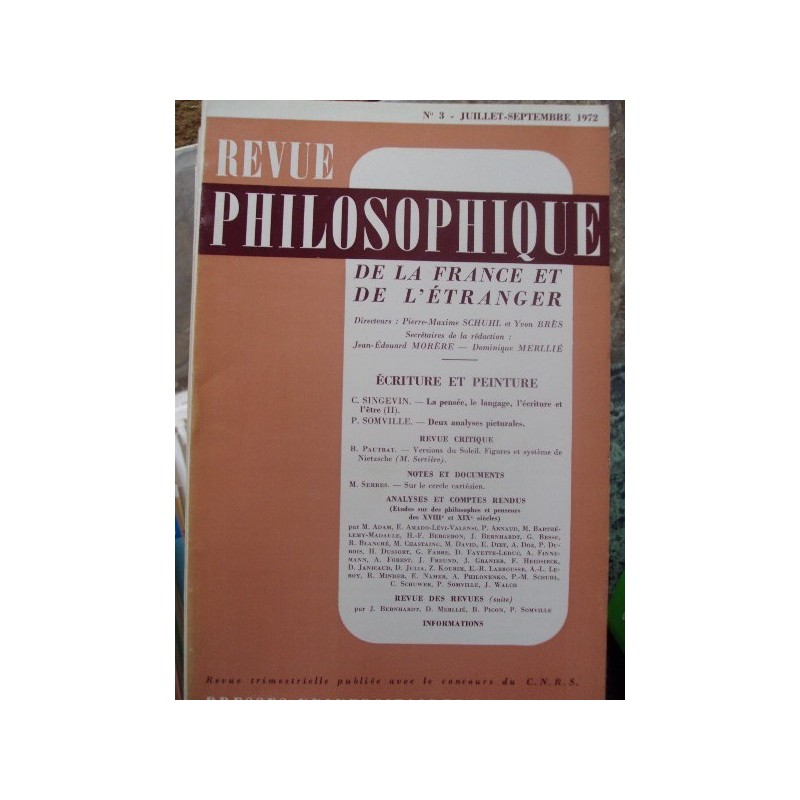 N° 3 - JUILLET-SEPTEMBRE 1972
REVUE
PHILOSOPHIQUE
DE LA FRANCE ET
DE L'ÉTRANGER
Directeurs : Pierre-Maxime SCHUHL et Yvon BRÈS
Secrétaires de la rédaction :
Jean-Édouard MORÈRE — Dominique MERLLIÉ
ÉCRITURE ET PEINTURE
C. SINGEVIN. — La pensée, le langage, l'écriture et
l'être (II).
P. SOMVILLE. — Deux analyses picturales.
REVUE CRITIQUE
B. PAUTRAT. — Versions du Soleil. Figures et système de
Nietzsche (M. Serrière).
NOTES ET DOCUMENTS
M. SERRES. — Sur le cercle cartésien.
ANALYSES ET COMPTES RENDUS
(Etudes sur des philosophes et penseurs
des XVIIIe et XIXe siècles)
par M. ADAM, E. AMADO-LÉVI-VALENSI, P. ARNAUD, M. BARTHÉ-
LEMY-MADAULE, H.-F. BERGERON, J. BERNHARDT, G. BESSE,
R. BLANCHÉ, M. CHASTAING, M. DAVID, E. DIET, A. DOZ, P. DU-
BOIS, H. DUSSORT, G. FABRE, D. FAYETTE-LEDUC, A. FINNE-
MANN, A. FOREST, J. FREUND, J. GRANIER, F. HEIDSIECK,
D. JANICAUD, D. JULIA, Z. KOURIM, E.-R. LABROUSSE, A.-L. LE-
ROY, R. MINDER, E. NAMER, A. PHILONENKO, P.-M. SCHUHL,
C. SCHUWER, P. SOMVILLE, J. WALCH
REVUE DES REVUES (suite)
par J. BERNHARDT, D. MERLLIÉ, B. PICON, P. SOMVILLE
INFORMATIONS
Revue trimestrielle publiée avec le concours du C.N.R.S.